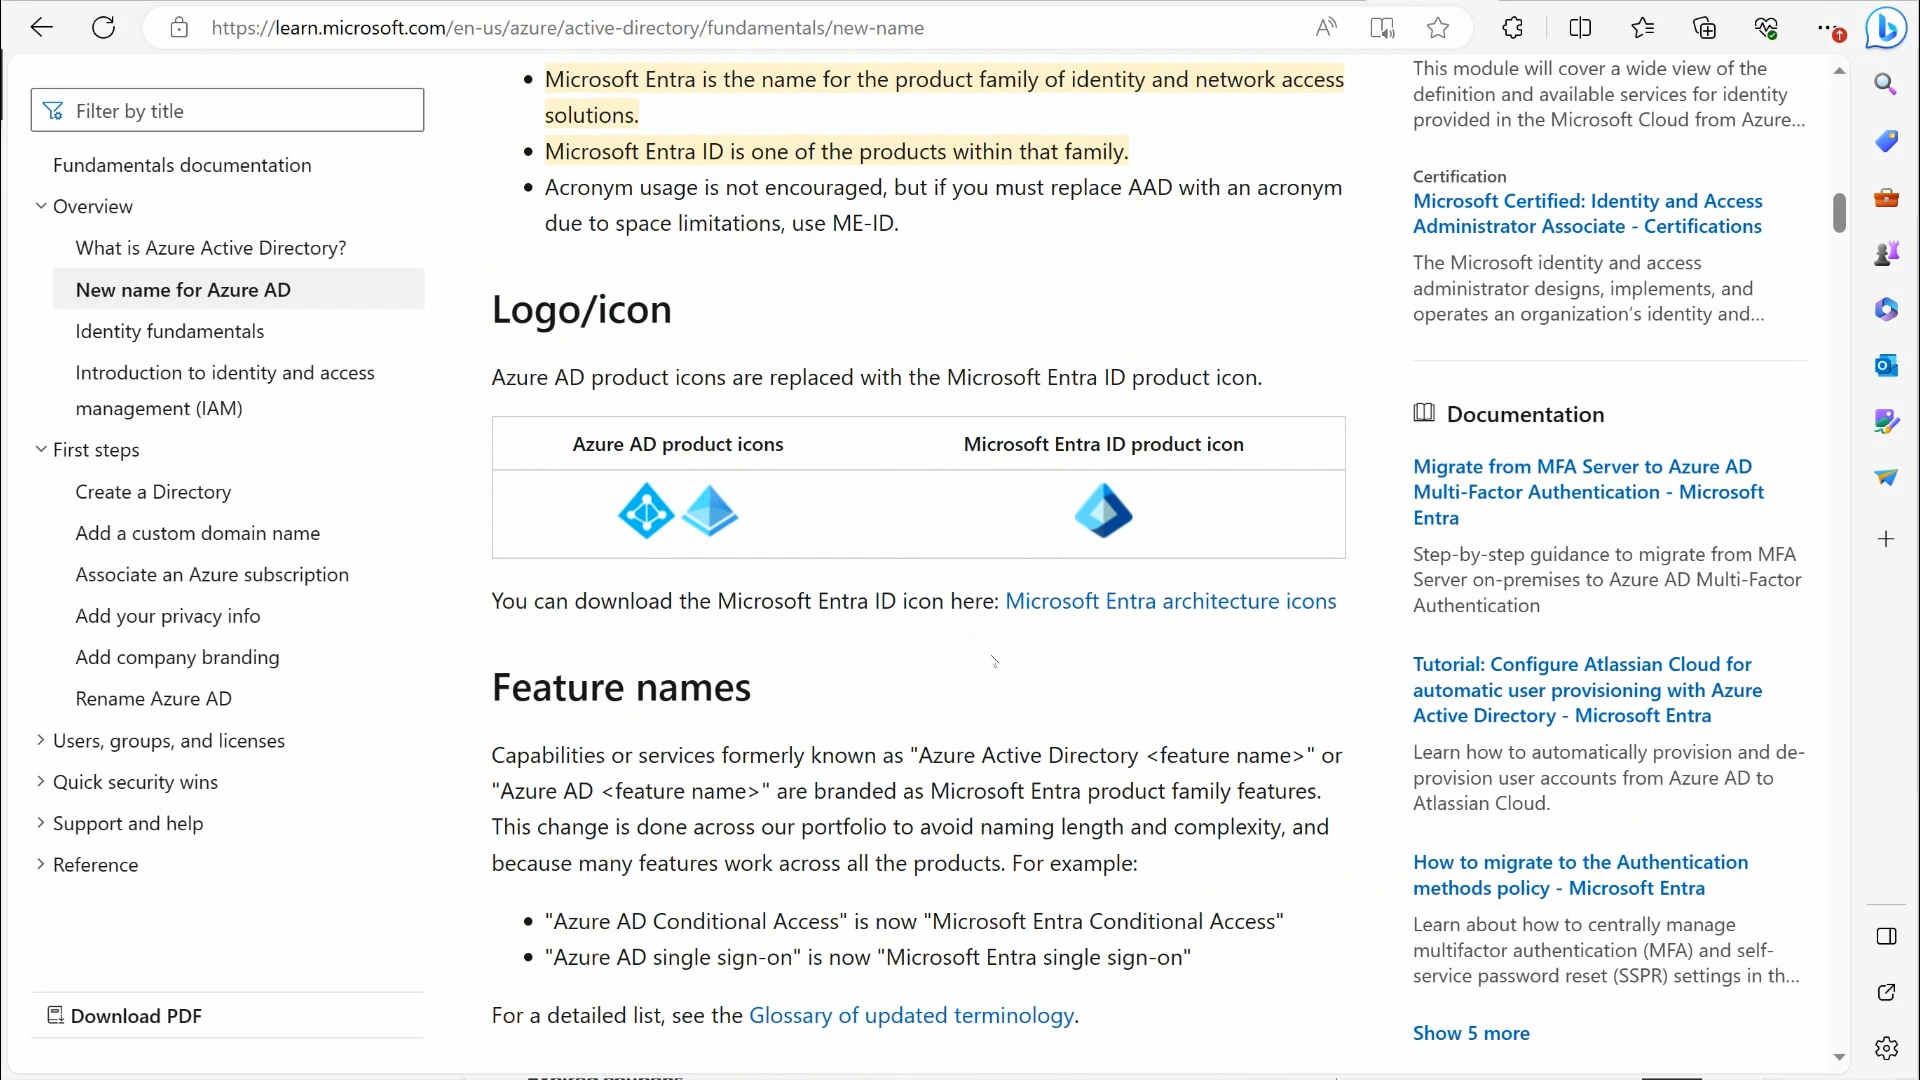 https://learn.microsoft.com/en-us/azure/active-directory/fundamentals/new-name
Filter by title
Fundamentals documentation
Overview
What is Azure Active Directory?
New name for Azure AD
Identity fundamentals
Introduction to identity and access
management (IAM)
First steps
Create a Directory
Add a custom domain name
Associate an Azure subscription
Add your privacy info
Add company branding
Rename Azure AD
Users, groups, and licenses
Quick security wins
Support and help
Reference
Download PDF
• Microsoft Entra is the name for the product family of identity and network access
solutions.
• Microsoft Entra ID is one of the products within that family.
• Acronym usage is not encouraged, but if you must replace AAD with an acronym
due to space limitations, use ME-ID.
Logo/icon
Azure AD product icons are replaced with the Microsoft Entra ID product icon.
Azure AD product icons
Microsoft Entra ID product icon
You can download the Microsoft Entra ID icon here: Microsoft Entra architecture icons
Feature names
Capabilities or services formerly known as "Azure Active Directory <feature name>" or
"Azure AD <feature name>" are branded as Microsoft Entra product family features.
This change is done across our portfolio to avoid naming length and complexity, and
because many features work across all the products. For example:
• "Azure AD Conditional Access" is now "Microsoft Entra Conditional Access"
• "Azure AD single sign-on" is now "Microsoft Entra single sign-on"
For a detailed list, see the Glossary of updated terminology.
This module will cover a wide view of the
definition and available services for identity
provided in the Microsoft Cloud from Azure...
Certification
Microsoft Certified: Identity and Access
Administrator Associate - Certifications
The Microsoft identity and access
administrator designs, implements, and
operates an organization's identity and...
Documentation
Migrate from MFA Server to Azure AD
Multi-Factor Authentication - Microsoft
Entra
Step-by-step guidance to migrate from MFA
Server on-premises to Azure AD Multi-Factor
Authentication
Tutorial: Configure Atlassian Cloud for
automatic user provisioning with Azure
Active Directory - Microsoft Entra
Learn how to automatically provision and de-
provision user accounts from Azure AD to
Atlassian Cloud.
How to migrate to the Authentication
methods policy - Microsoft Entra
Learn about how to centrally manage
multifactor authentication (MFA) and self-
service password reset (SSPR) settings in th...
Show 5 more